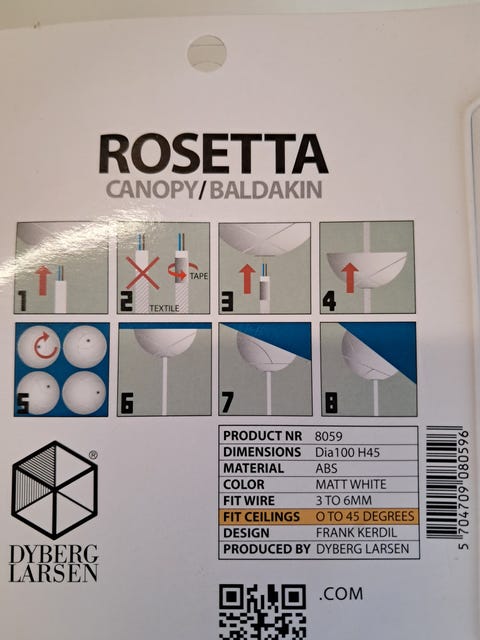 ROSETTA
CANOPY/BALDAKIN
1
2
TAPE
TEXTILE
3
4
5
6
7
8
PRODUCT NR 8059
DIMENSIONS Dia100 H45
MATERIAL ABS
COLOR MATT WHITE
FIT WIRE 3 TO 6MM
FIT CEILINGS O TO 45 DEGREES
DESIGN FRANK KERDIL
PRODUCED BY DYBERG LARSEN
5 704709 080596
®
DYBERG
LARSEN
.COM